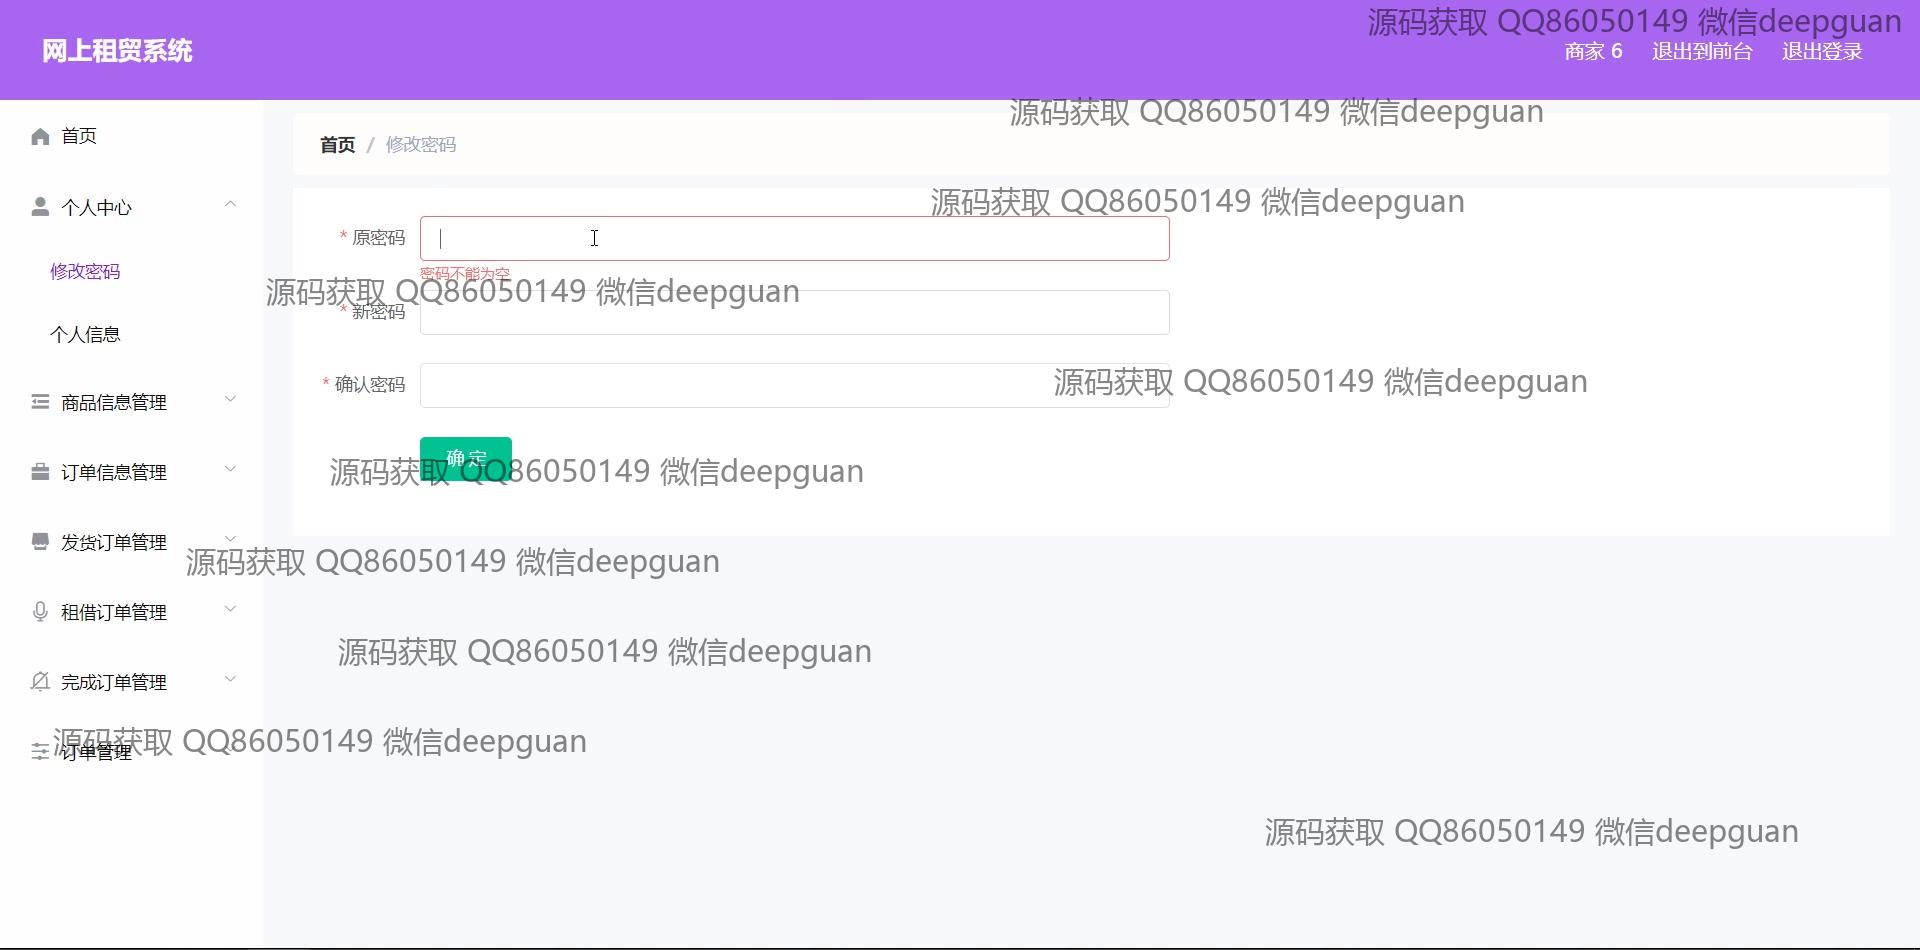 源码获取 QQ86050149 微信deepguan
网上租贸系统
商家 6 退出到前台 退出登录
源码获取 QQ86050149 微信deepguan
首页
首页 / 修改密码
源码获取 QQ86050149 微信deepguan
个人中心
* 原密码
修改密码
密码不能为空
源码获取 QQ86050149 微信deepguan
* 新密码
个人信息
* 确认密码
源码获取 QQ86050149 微信deepguan
商品信息管理
确定
源码获取 QQ86050149 微信deepguan
订单信息管理
发货订单管理
源码获取 QQ86050149 微信deepguan
租借订单管理
源码获取 QQ86050149 微信deepguan
完成订单管理
源码获取 QQ86050149 微信deepguan
订单管理
源码获取 QQ86050149 微信deepguan